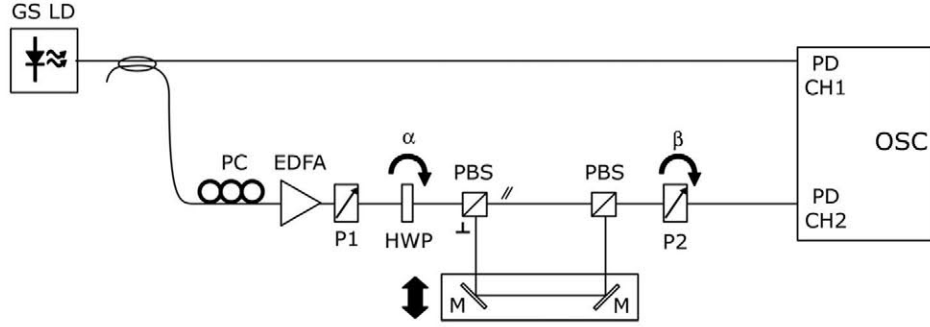 GS LD
PD
CH1
OSC
α
β
PC
EDFA
PBS
//
PBS
PD
CH2
P1
HWP
⊥
P2
M
M